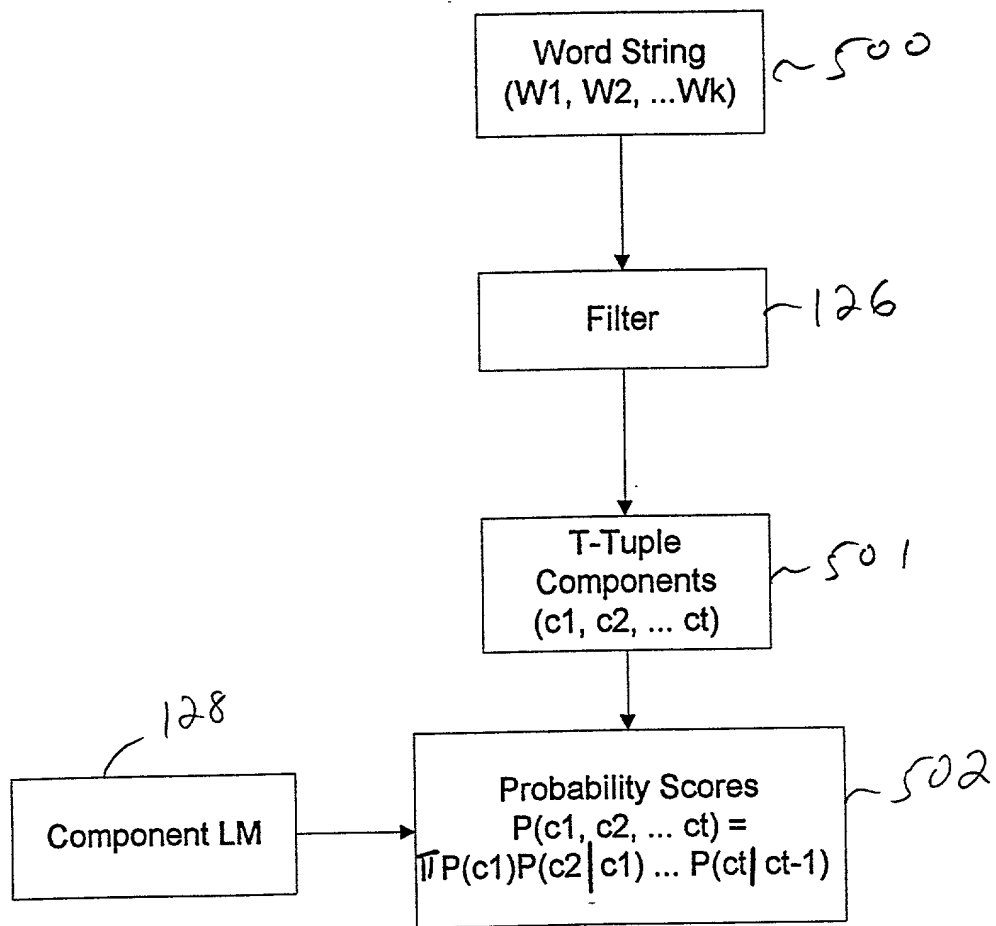 Word String
(W1, W2, ...Wk)
500
Filter
126
T-Tuple
Components
(c1, c2, ... ct)
501
128
Component LM
Probability Scores
P(c1, c2, ... ct) =
πP(c1)P(c2|c1) ... P(ct|ct-1)
502